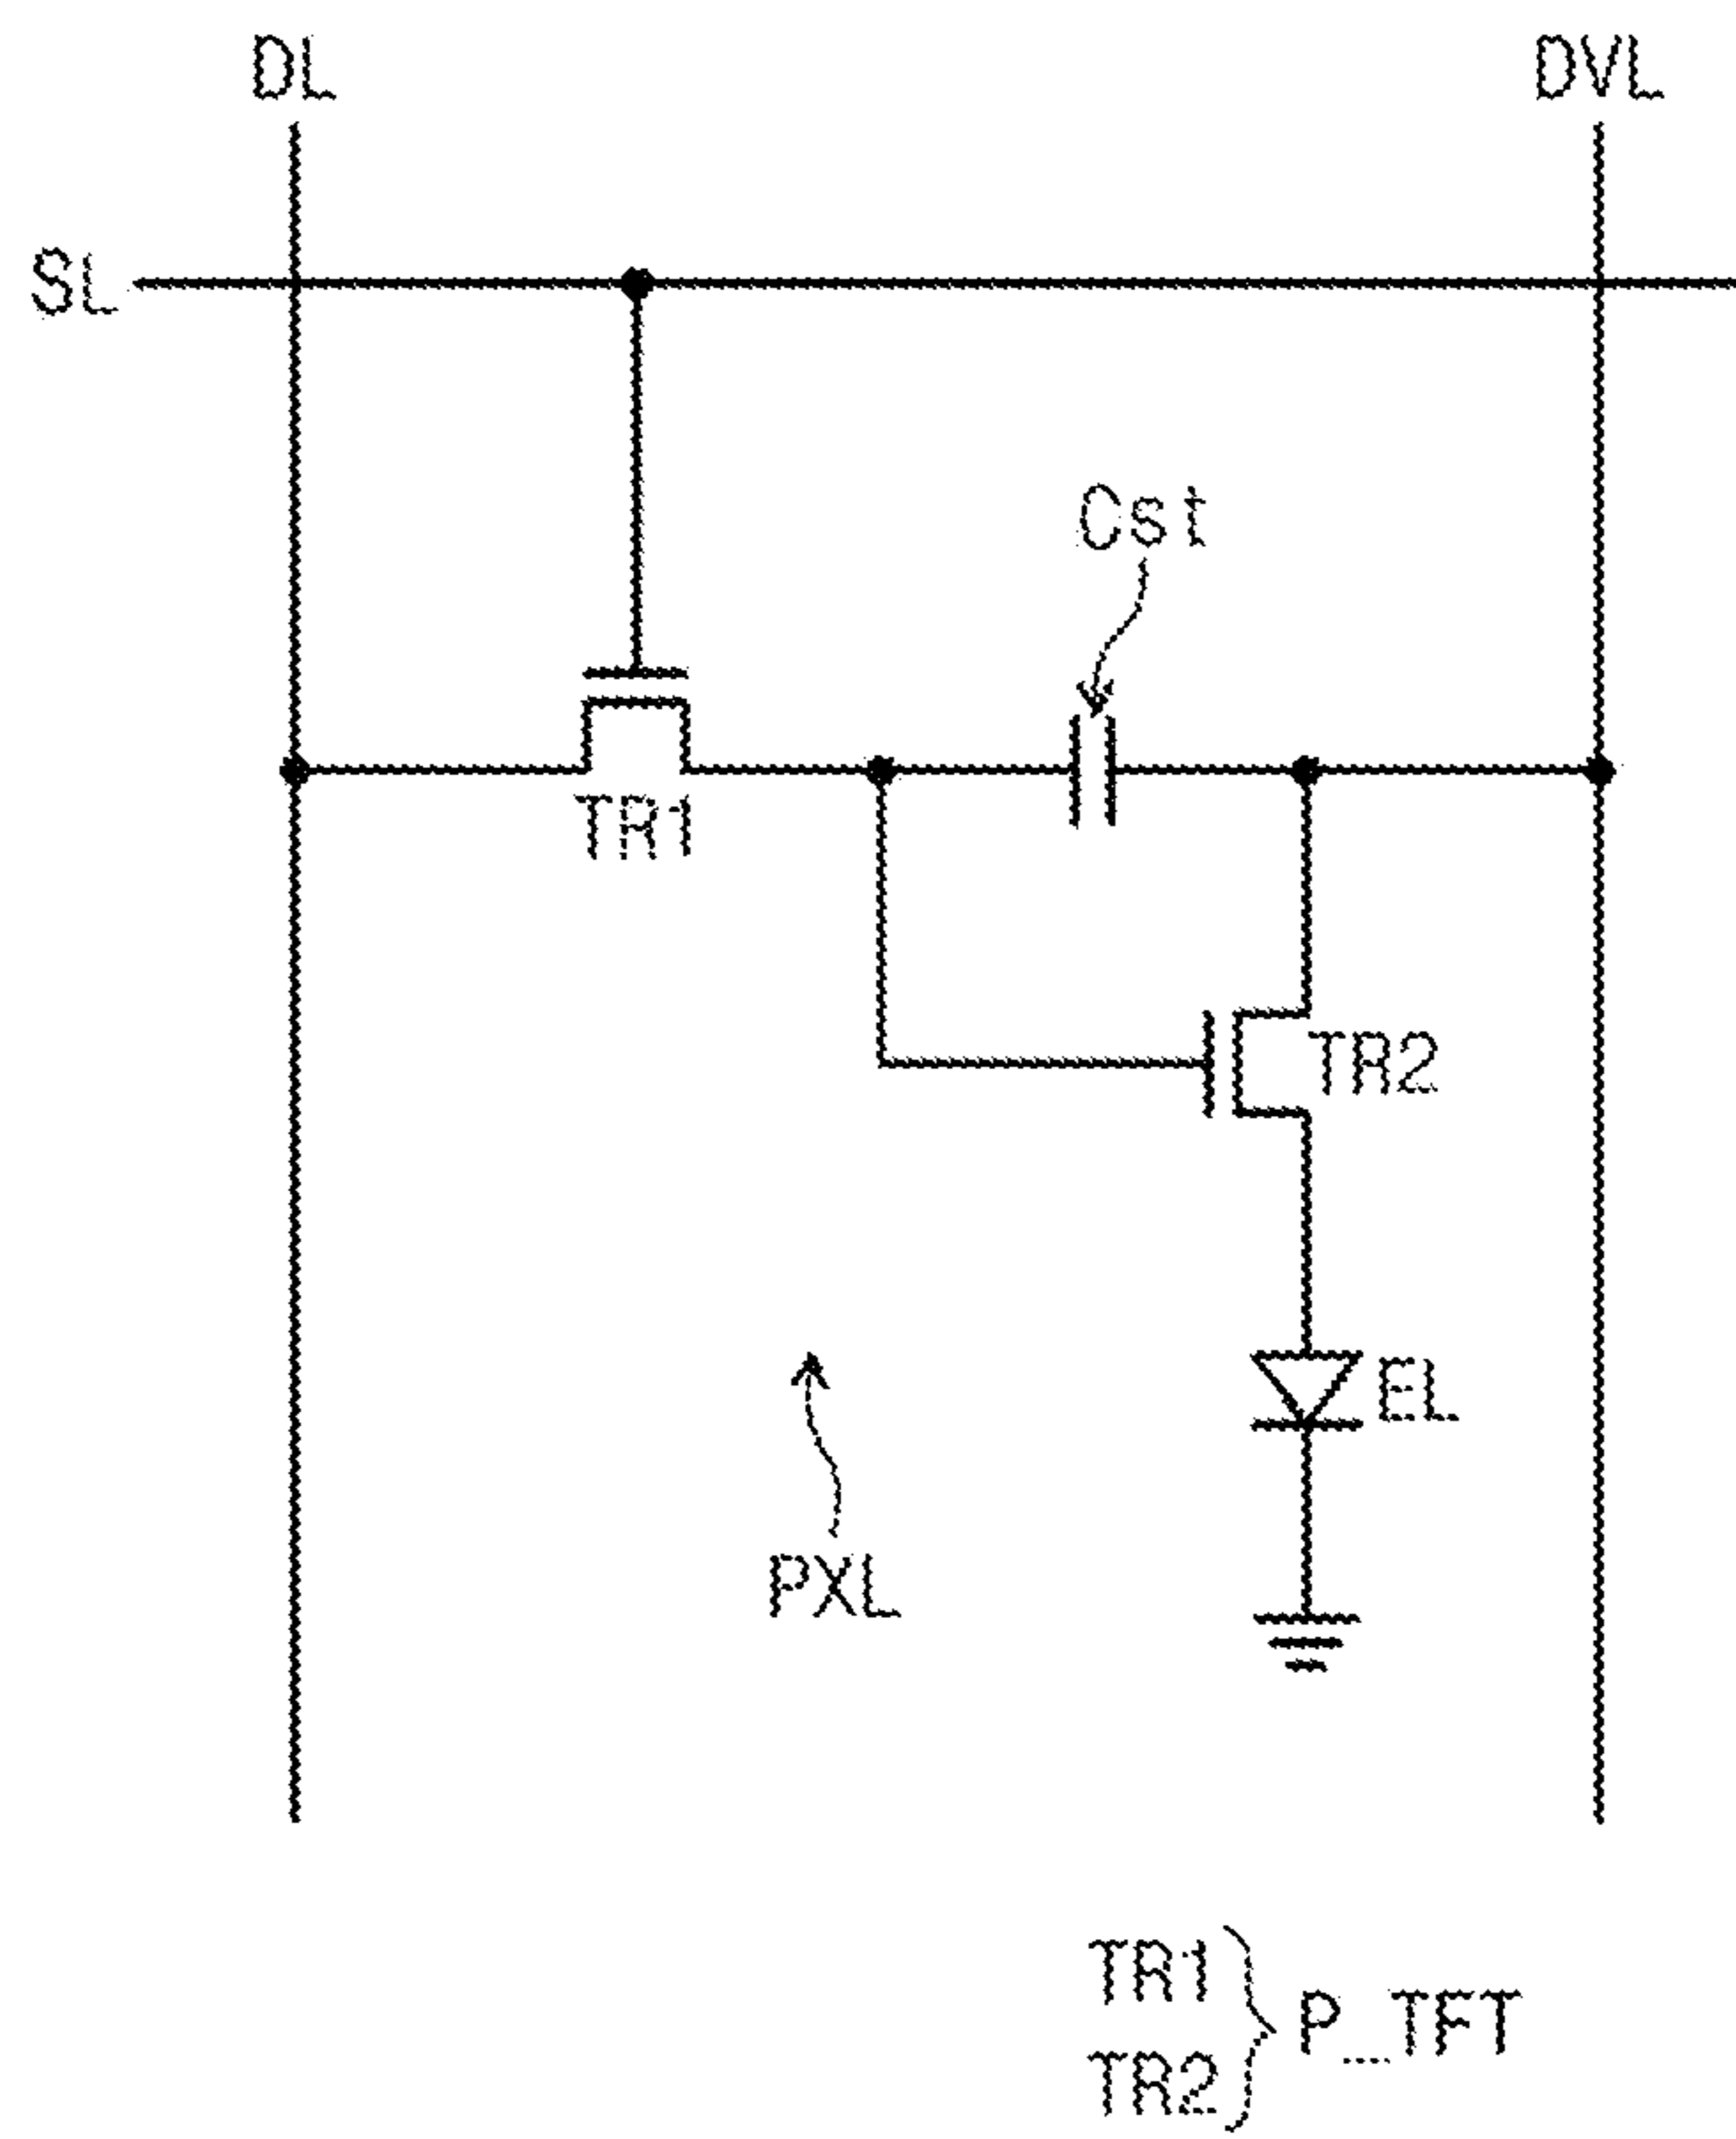 DL
DVL
SL
Cst
TR1
TR2
EL
PXL
TR1
TR2
P_TFT